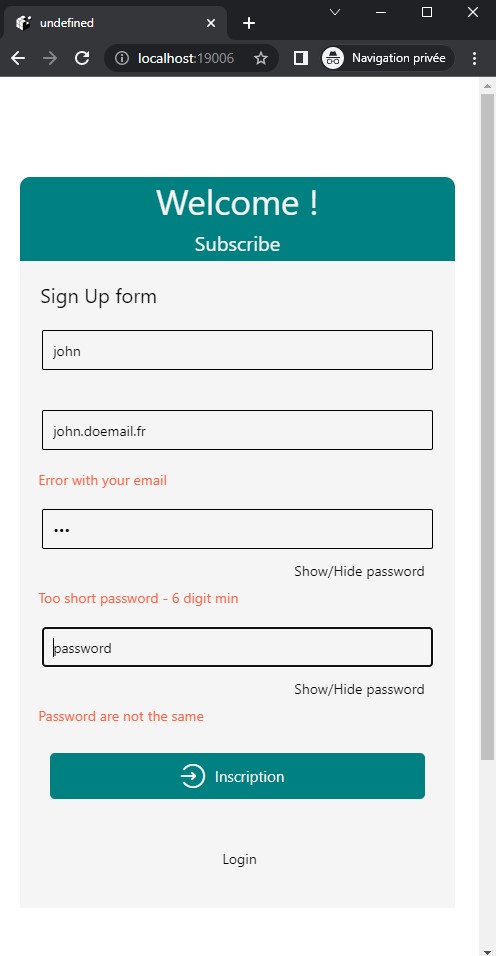 undefined
localhost:19006
Navigation privée
Welcome !
Subscribe
Sign Up form
john
john.doemail.fr
Error with your email
•••
Show/Hide password
Too short password - 6 digit min
password
Show/Hide password
Password are not the same
Inscription
Login